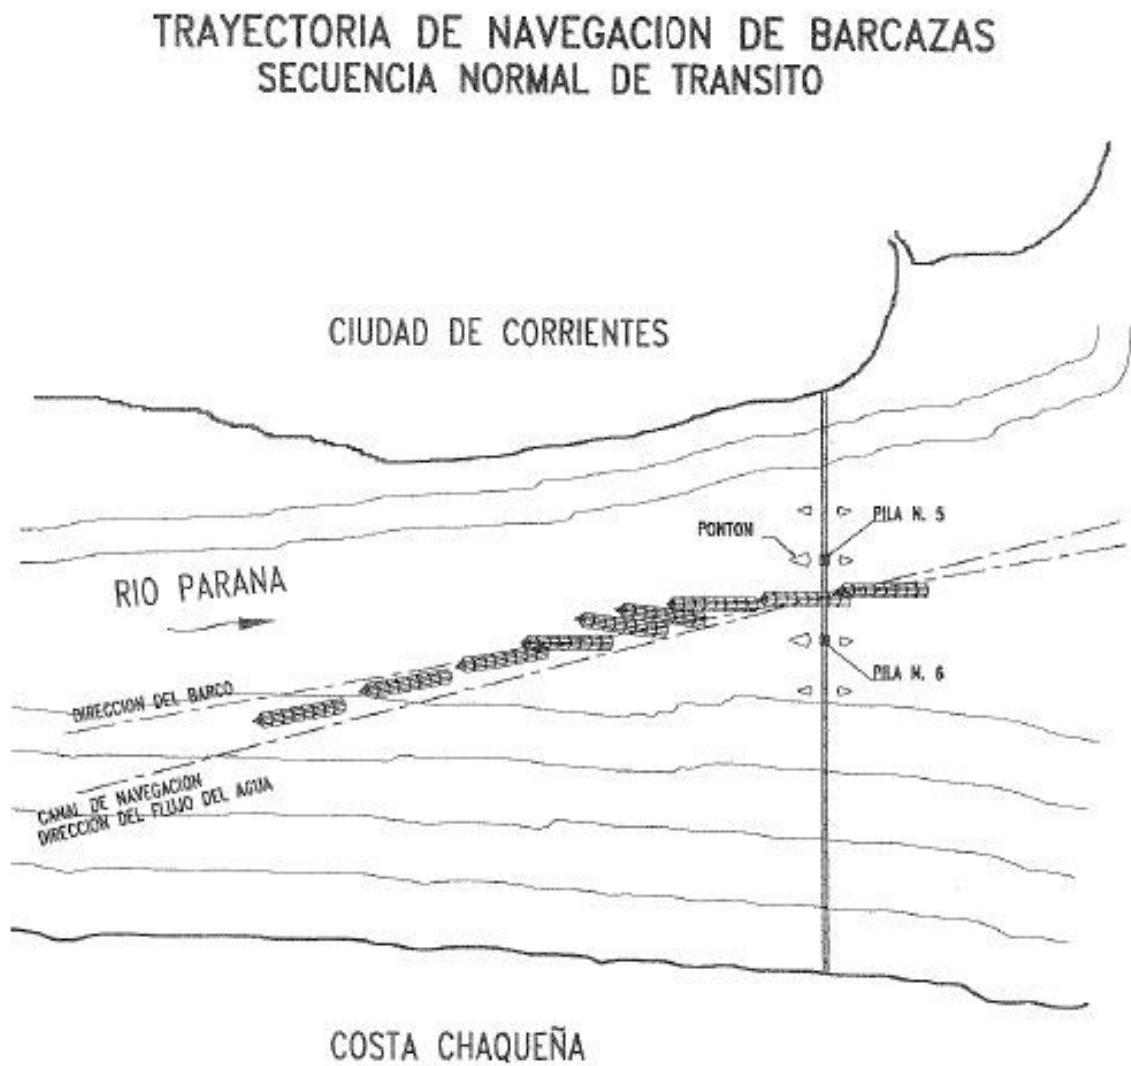 TRAYECTORIA DE NAVEGACION DE BARCAZAS
SECUENCIA NORMAL DE TRANSITO
CIUDAD DE CORRIENTES
PILA N. 5
PONTON
RIO PARANA
PILA N. 6
DIRECCION DEL BARCO
CANAL DE NAVEGACION
DIRECCION DEL FLUJO DEL AGUA
COSTA CHAQUEÑA